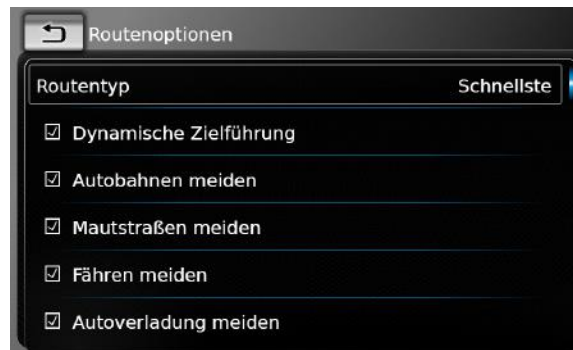 Routenoptionen
Routentyp Schnellste
Dynamische Zielführung
Autobahnen meiden
Mautstraßen meiden
Fähren meiden
Autoverladung meiden